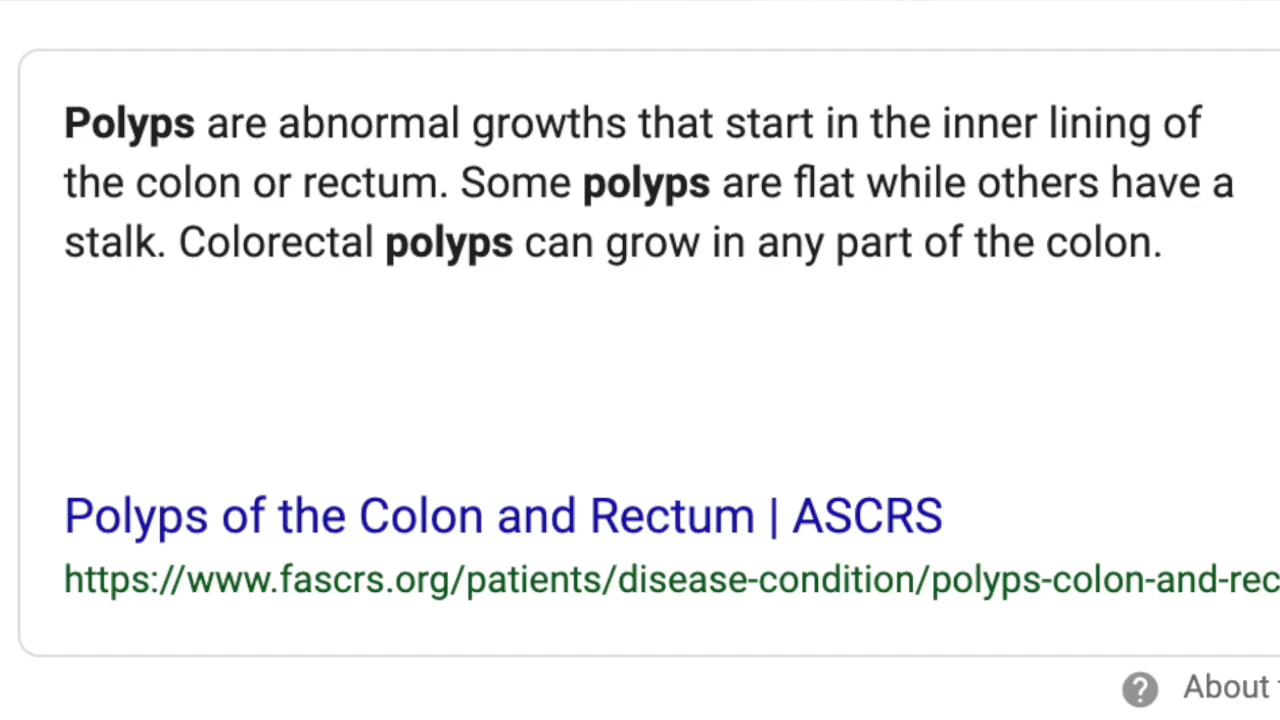 Polyps are abnormal growths that start in the inner lining of
the colon or rectum. Some polyps are flat while others have a
stalk. Colorectal polyps can grow in any part of the colon.
Polyps of the Colon and Rectum | ASCRS
https://www.fascrs.org/patients/disease-condition/polyps-colon-and-rec
? About